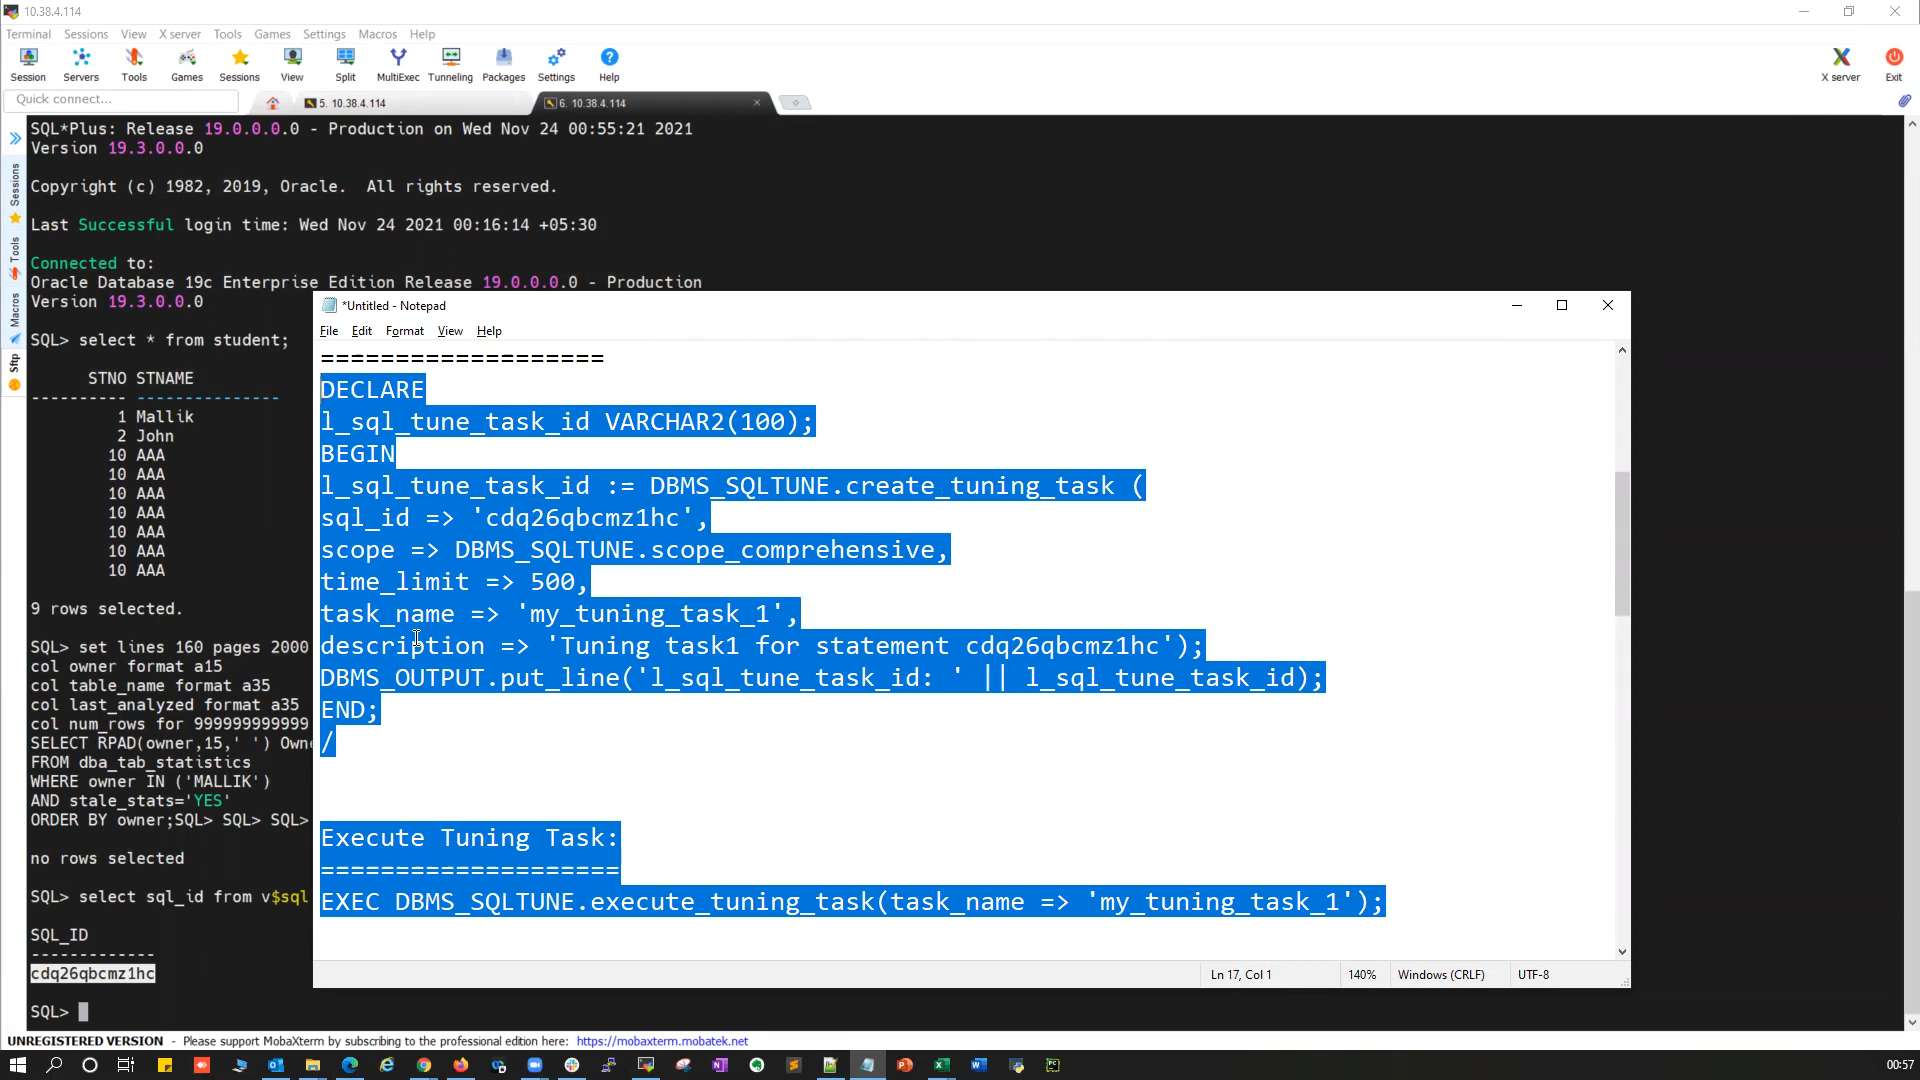 10.38.4.114
Terminal Sessions View X server Tools Games Settings Macros Help
Session Servers Tools Games Sessions View Split MultiExec Tunneling Packages Settings Help X server Exit
Quick connect...
5. 10.38.4.114
6. 10.38.4.114
Sessions
Tools
Macros
Sftp
SQL*Plus: Release 19.0.0.0.0 - Production on Wed Nov 24 00:55:21 2021
Version 19.3.0.0.0
Copyright (c) 1982, 2019, Oracle.  All rights reserved.
Last Successful login time: Wed Nov 24 2021 00:16:14 +05:30
Connected to:
Oracle Database 19c Enterprise Edition Release 19.0.0.0.0 - Production
Version 19.3.0.0.0
SQL> select * from student;
STNO STNAME
---------- ---------------
1 Mallik
2 John
10 AAA
10 AAA
10 AAA
10 AAA
10 AAA
10 AAA
10 AAA
9 rows selected.
SQL> set lines 160 pages 2000
col owner format a15
col table_name format a35
col last_analyzed format a35
col num_rows for 999999999999
SELECT RPAD(owner,15,' ') Own
FROM dba_tab_statistics
WHERE owner IN ('MALLIK')
AND stale_stats='YES'
ORDER BY owner;SQL> SQL> SQL>
no rows selected
SQL> select sql_id from v$sql
SQL_ID
-------------
cdq26qbcmz1hc
SQL>
*Untitled - Notepad
File Edit Format View Help
===================
DECLARE
l_sql_tune_task_id VARCHAR2(100);
BEGIN
l_sql_tune_task_id := DBMS_SQLTUNE.create_tuning_task (
sql_id => 'cdq26qbcmz1hc',
scope => DBMS_SQLTUNE.scope_comprehensive,
time_limit => 500,
task_name => 'my_tuning_task_1',
description => 'Tuning task1 for statement cdq26qbcmz1hc');
DBMS_OUTPUT.put_line('l_sql_tune_task_id: ' || l_sql_tune_task_id);
END;
/
Execute Tuning Task:
====================
EXEC DBMS_SQLTUNE.execute_tuning_task(task_name => 'my_tuning_task_1');
Ln 17, Col 1 140% Windows (CRLF) UTF-8
UNREGISTERED VERSION - Please support MobaXterm by subscribing to the professional edition here: https://mobaxterm.mobatek.net
00:57